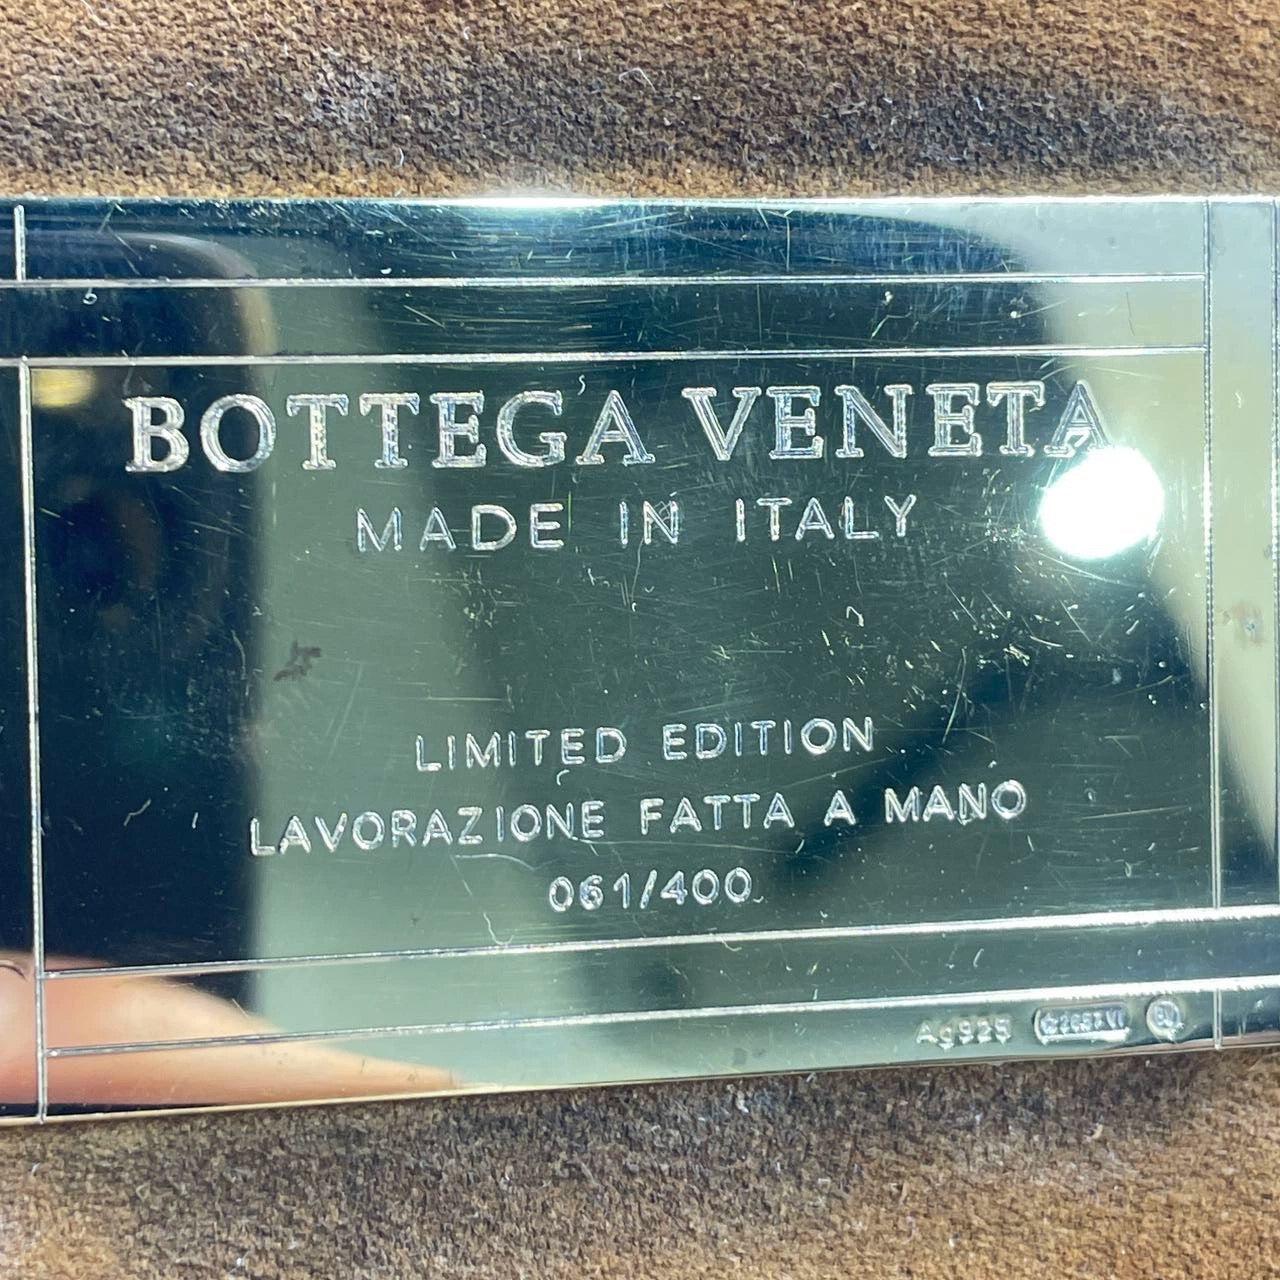 BOTTEGA VENETA
MADE IN ITALY
LIMITED EDITION
LAVORAZIONE FATTA A MANO
061/400
Ag925